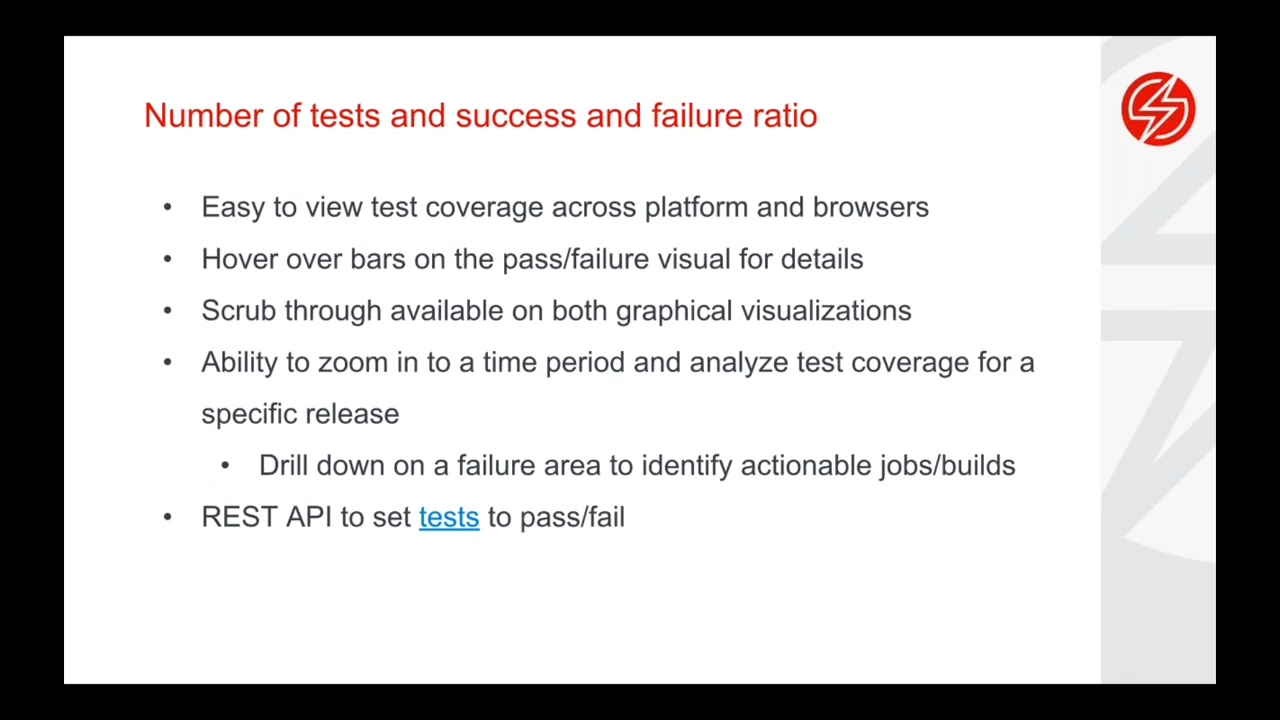 Number of tests and success and failure ratio
• Easy to view test coverage across platform and browsers
• Hover over bars on the pass/failure visual for details
• Scrub through available on both graphical visualizations
• Ability to zoom in to a time period and analyze test coverage for a
specific release
• Drill down on a failure area to identify actionable jobs/builds
• REST API to set tests to pass/fail